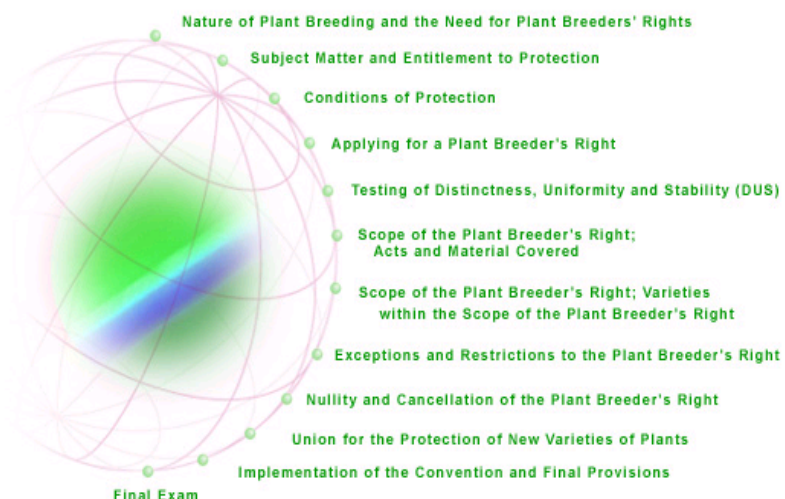 Nature of Plant Breeding and the Need for Plant Breeders' Rights
Subject Matter and Entitlement to Protection
Conditions of Protection
Applying for a Plant Breeder's Right
Testing of Distinctness, Uniformity and Stability (DUS)
Scope of the Plant Breeder's Right;
Acts and Material Covered
Scope of the Plant Breeder's Right; Varieties
within the Scope of the Plant Breeder's Right
Exceptions and Restrictions to the Plant Breeder's Right
Nullity and Cancellation of the Plant Breeder's Right
Union for the Protection of New Varieties of Plants
Implementation of the Convention and Final Provisions
Final Exam